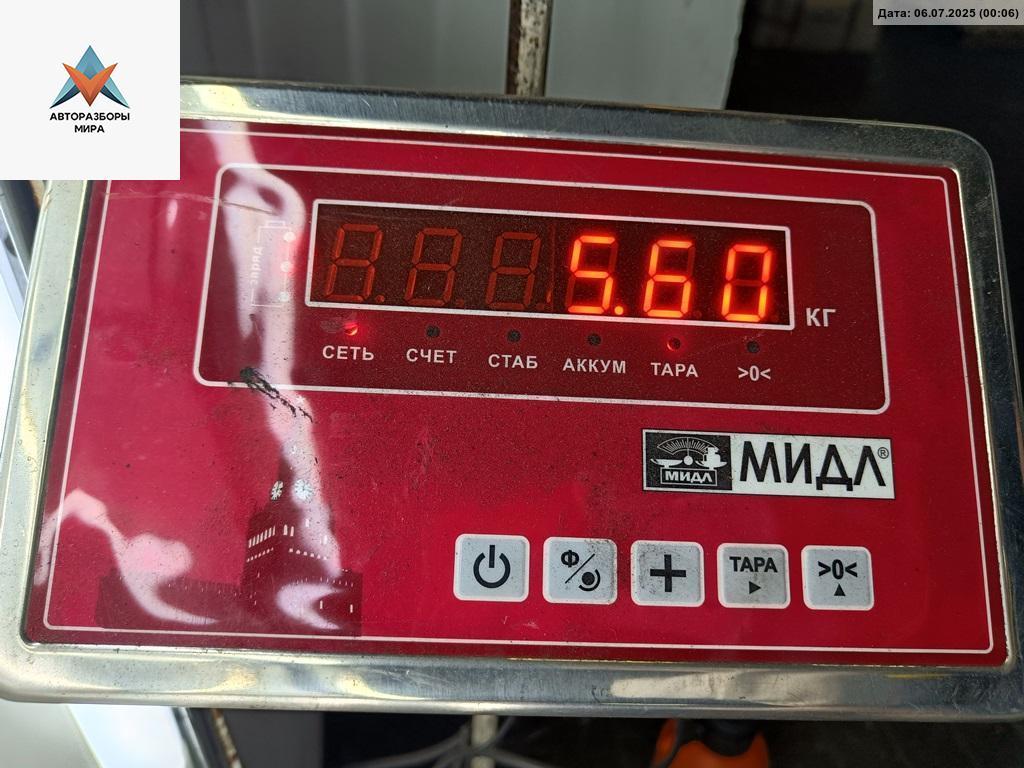 Дата: 06.07.2025 (00:06)
АВТОРАЗБОРЫ
МИРА
заряд
5.60
КГ
СЕТЬ СЧЕТ СТАБ АККУМ ТАРА >0<
МИДЛ
МИДЛ®
Ф/ + ТАРА >0<